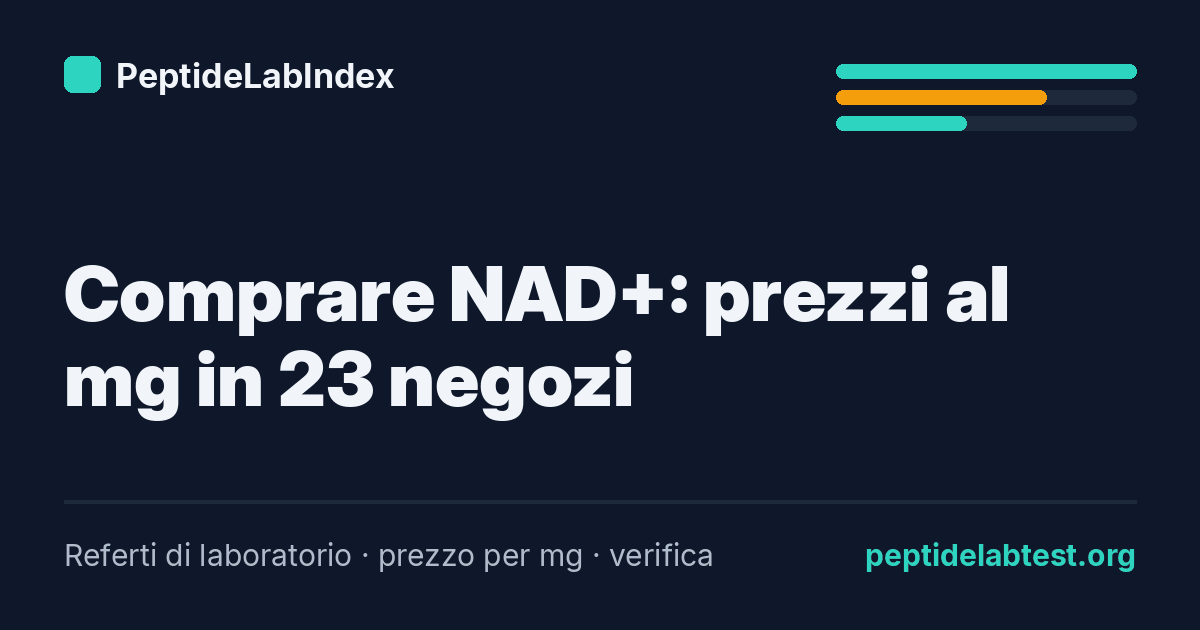 PeptideLabIndex
Comprare NAD+: prezzi al
mg in 23 negozi
Referti di laboratorio · prezzo per mg · verifica
peptidelabtest.org